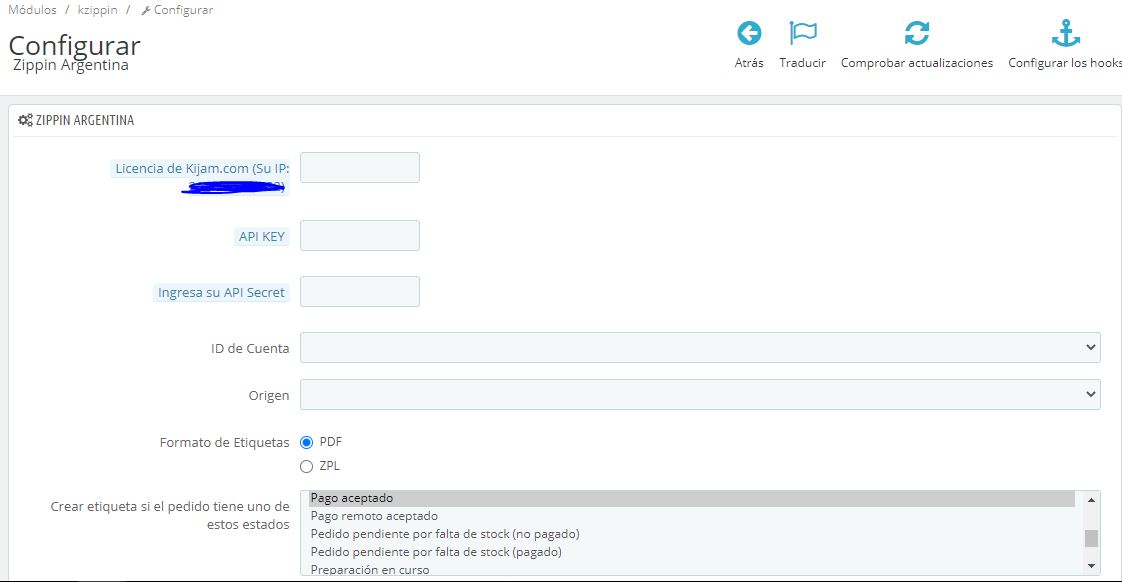 Módulos / kzippin / Configurar
Configurar
Zippin Argentina
Atrás
Traducir
Comprobar actualizaciones
Configurar los hooks
ZIPPIN ARGENTINA
Licencia de Kijam.com (Su IP:
API KEY
Ingresa su API Secret
ID de Cuenta
Origen
Formato de Etiquetas
PDF
ZPL
Crear etiqueta si el pedido tiene uno de
estos estados
Pago aceptado
Pago remoto aceptado
Pedido pendiente por falta de stock (no pagado)
Pedido pendiente por falta de stock (pagado)
Preparación en curso